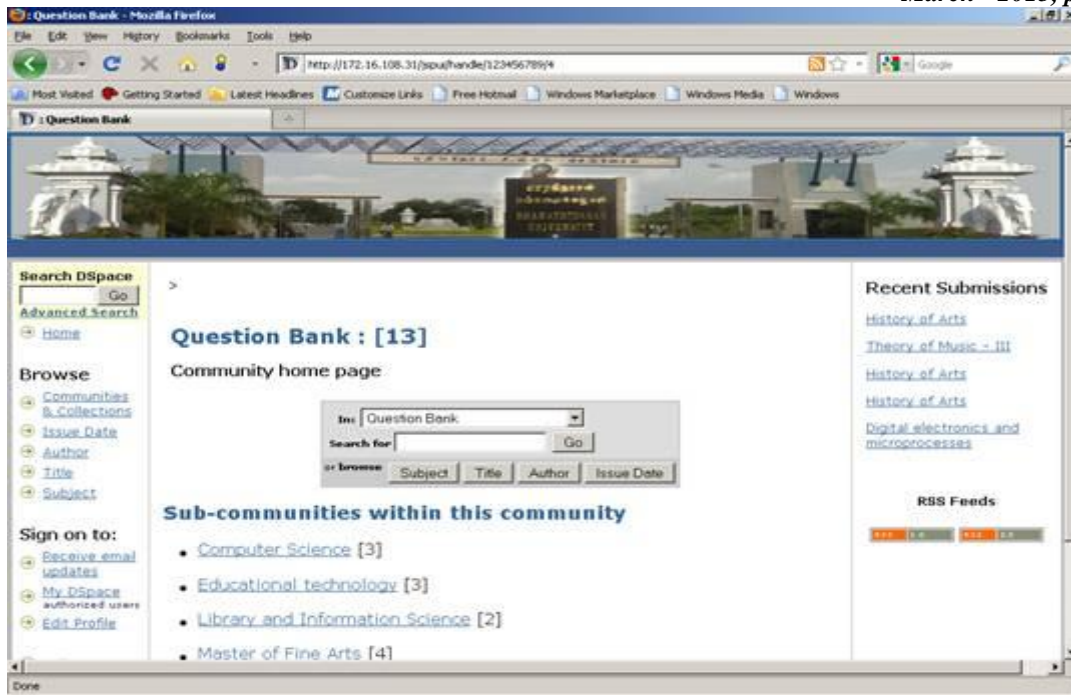 March - 2013, p
: Question Bank - Mozilla Firefox
File Edit View History Bookmarks Tools Help
http://172.16.108.31/jspui/handle/123456789/4
Google
Most Visited Getting Started Latest Headlines Customize Links Free Hotmail Windows Marketplace Windows Media Windows
: Question Bank
Search DSpace
Go
Advanced Search
Home
Browse
Communities
& Collections
Issue Date
Author
Title
Subject
Sign on to:
Receive email
updates
My DSpace
authorized users
Edit Profile
>
Question Bank : [13]
Community home page
In: Question Bank
Search for Go
or browse Subject Title Author Issue Date
Sub-communities within this community
Computer Science [3]
Educational technology [3]
Library and Information Science [2]
Master of Fine Arts [4]
Recent Submissions
History of Arts
Theory of Music - III
History of Arts
History of Arts
Digital electronics and
microprocesses
RSS Feeds
Done